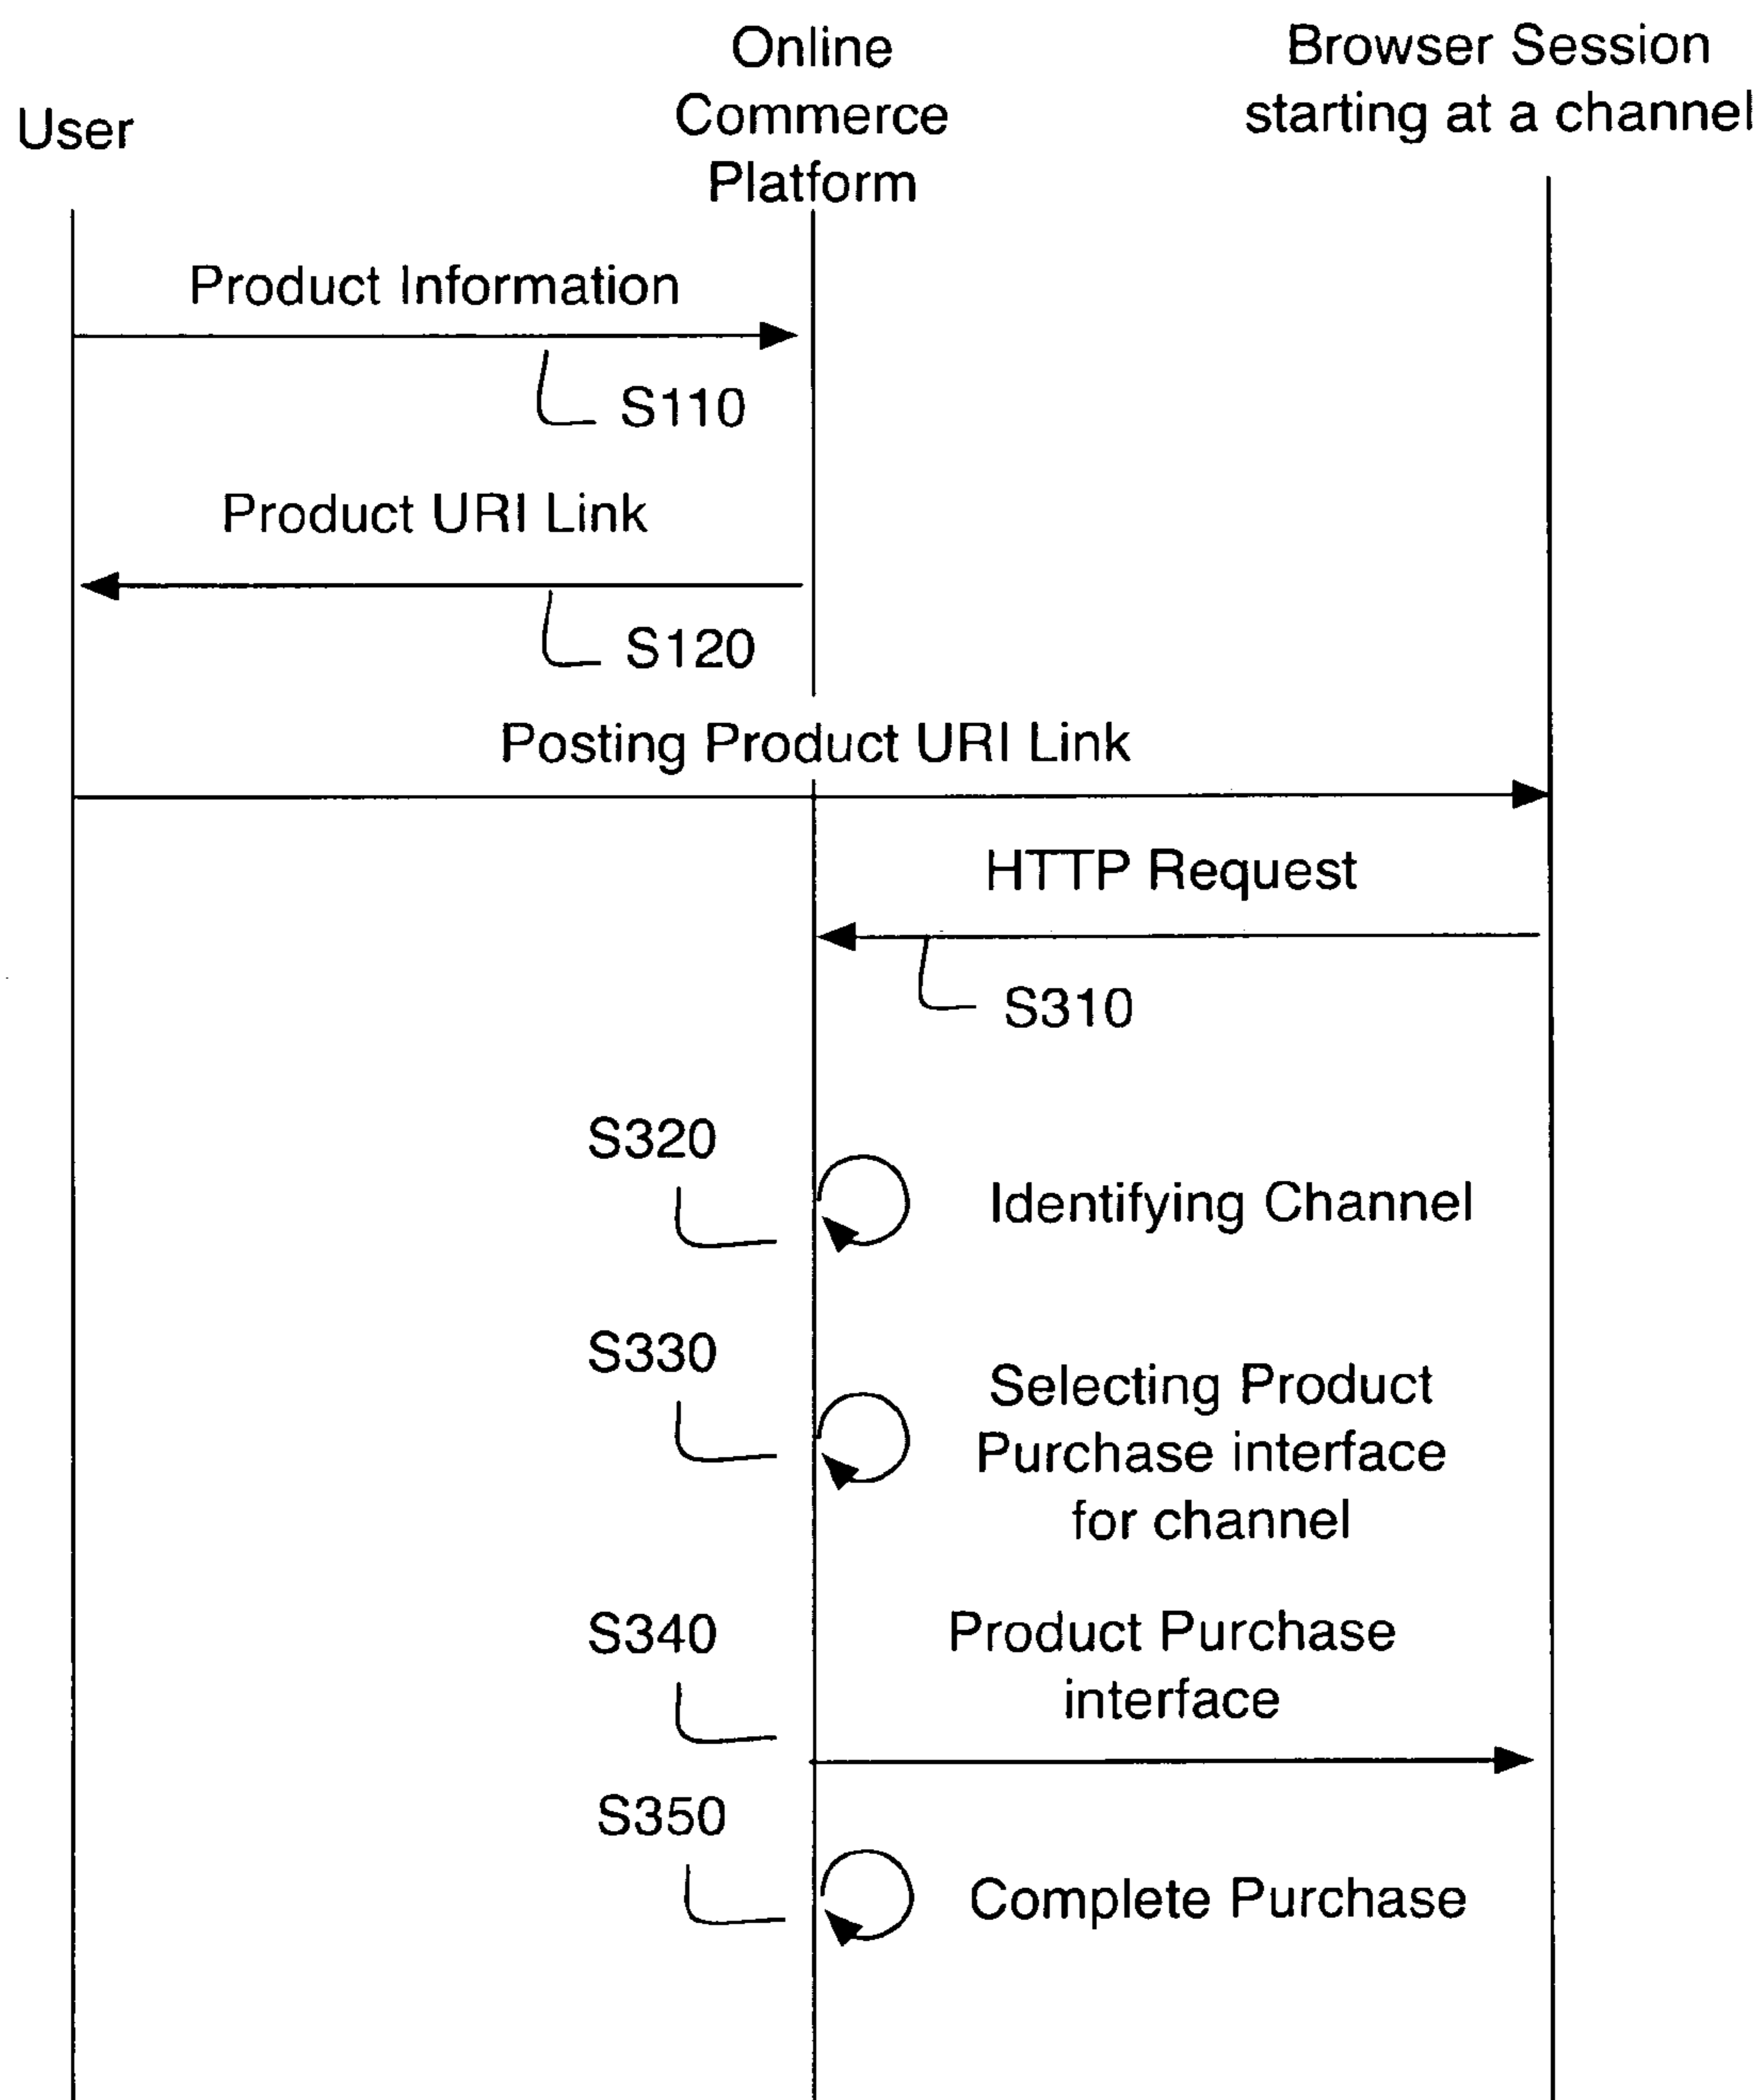 User
Online
Commerce
Platform
Browser Session
starting at a channel
Product Information
S110
Product URI Link
S120
Posting Product URI Link
HTTP Request
S310
S320
Identifying Channel
S330
Selecting Product
Purchase interface
for channel
S340
Product Purchase
interface
S350
Complete Purchase